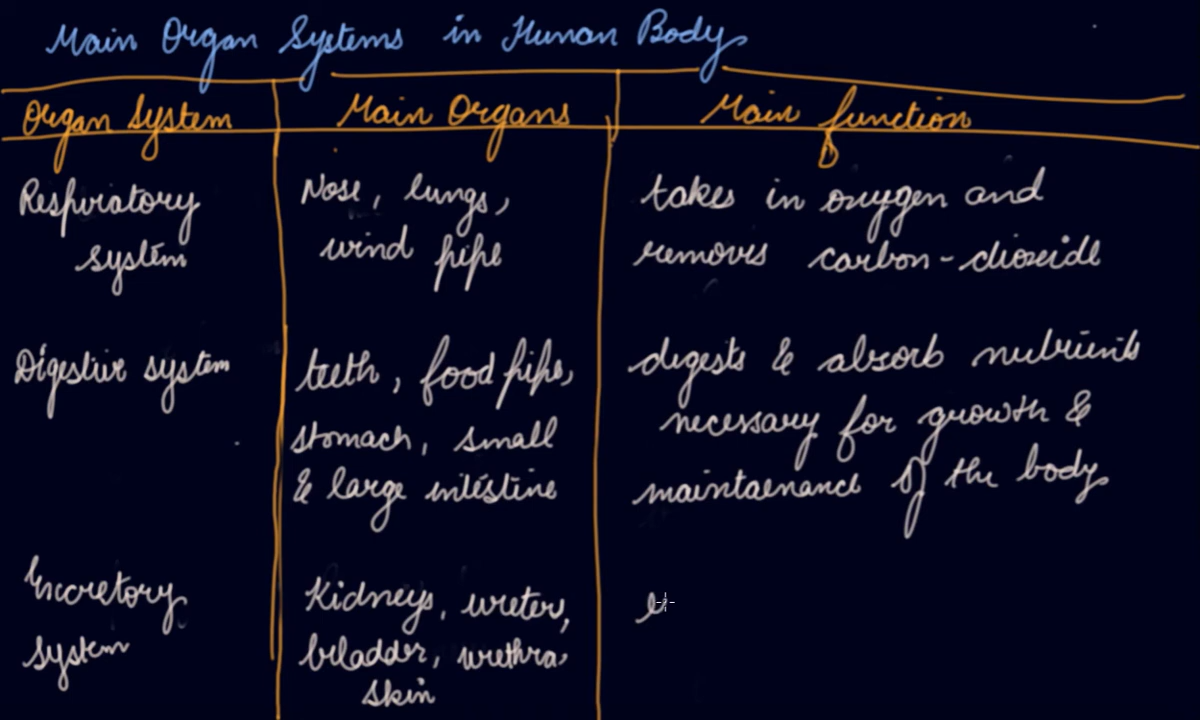 Main Organ Systems in Human Body
Organ System Main Organs Main function
Respiratory Nose, lungs, takes in oxygen and
system wind pipe removes carbon-dioxide
Digestive system teeth, food pipe, digests & absorb nutrients
stomach, small necessary for growth &
& large intestine maintaenance of the body
Excretory Kidneys, ureter, e
system bladder, urethra,
skin